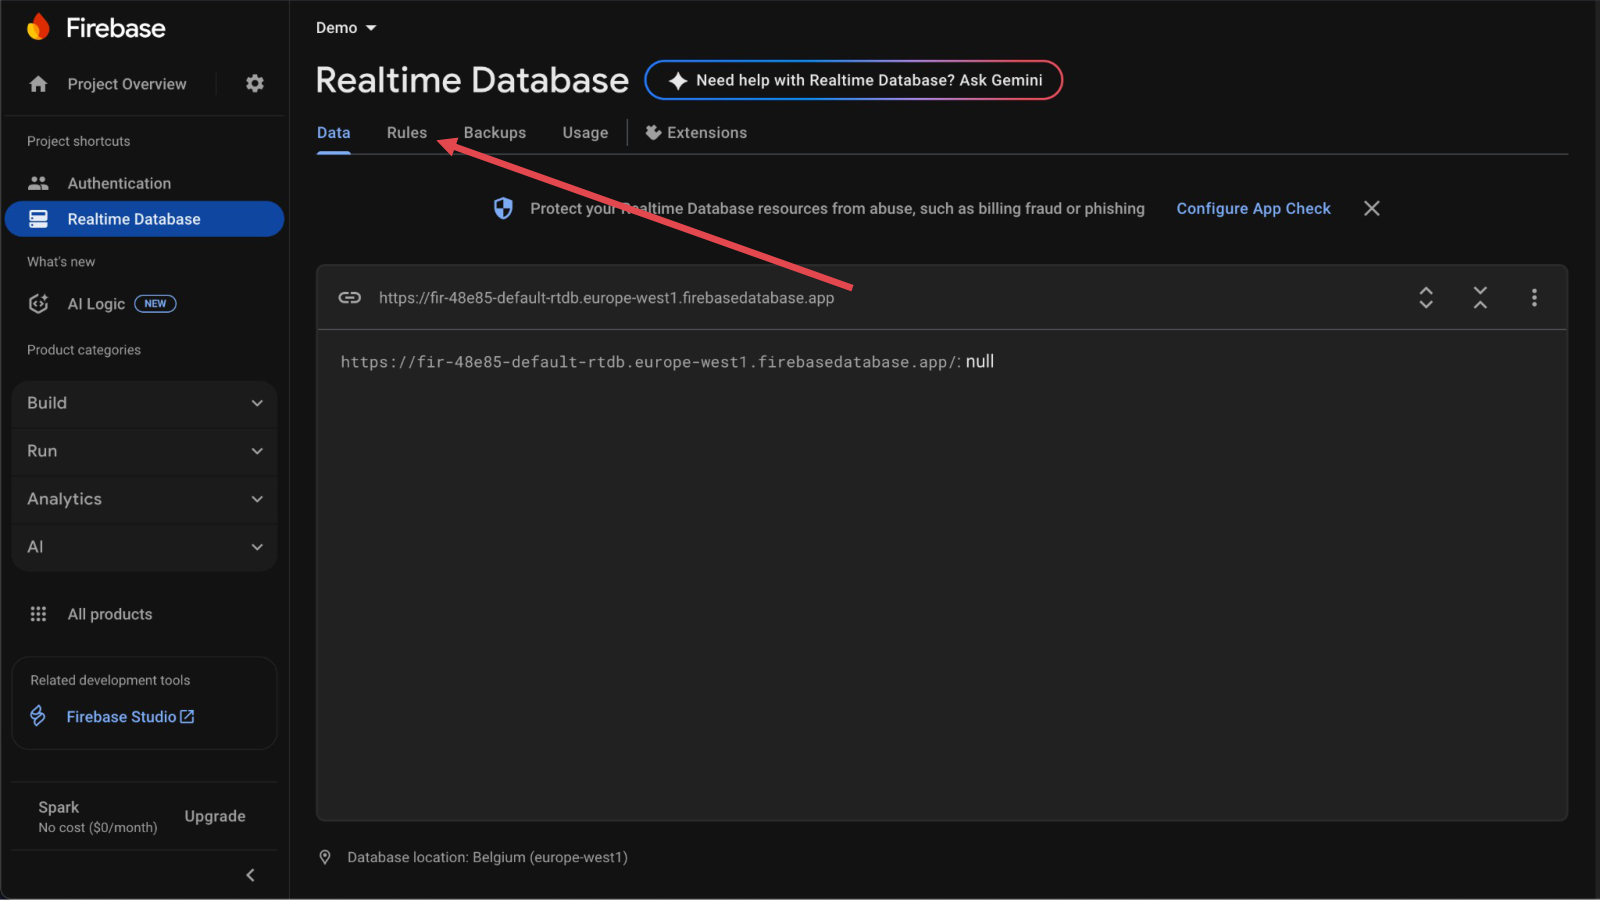 Firebase
Project Overview
Project shortcuts
Authentication
Realtime Database
What's new
AI Logic NEW
Product categories
Build
Run
Analytics
AI
All products
Related development tools
Firebase Studio
Spark
No cost ($0/month)
Upgrade
Demo
Realtime Database
Need help with Realtime Database? Ask Gemini
Data Rules Backups Usage Extensions
Protect your Realtime Database resources from abuse, such as billing fraud or phishing Configure App Check
https://fir-48e85-default-rtdb.europe-west1.firebasedatabase.app
https://fir-48e85-default-rtdb.europe-west1.firebasedatabase.app/: null
Database location: Belgium (europe-west1)